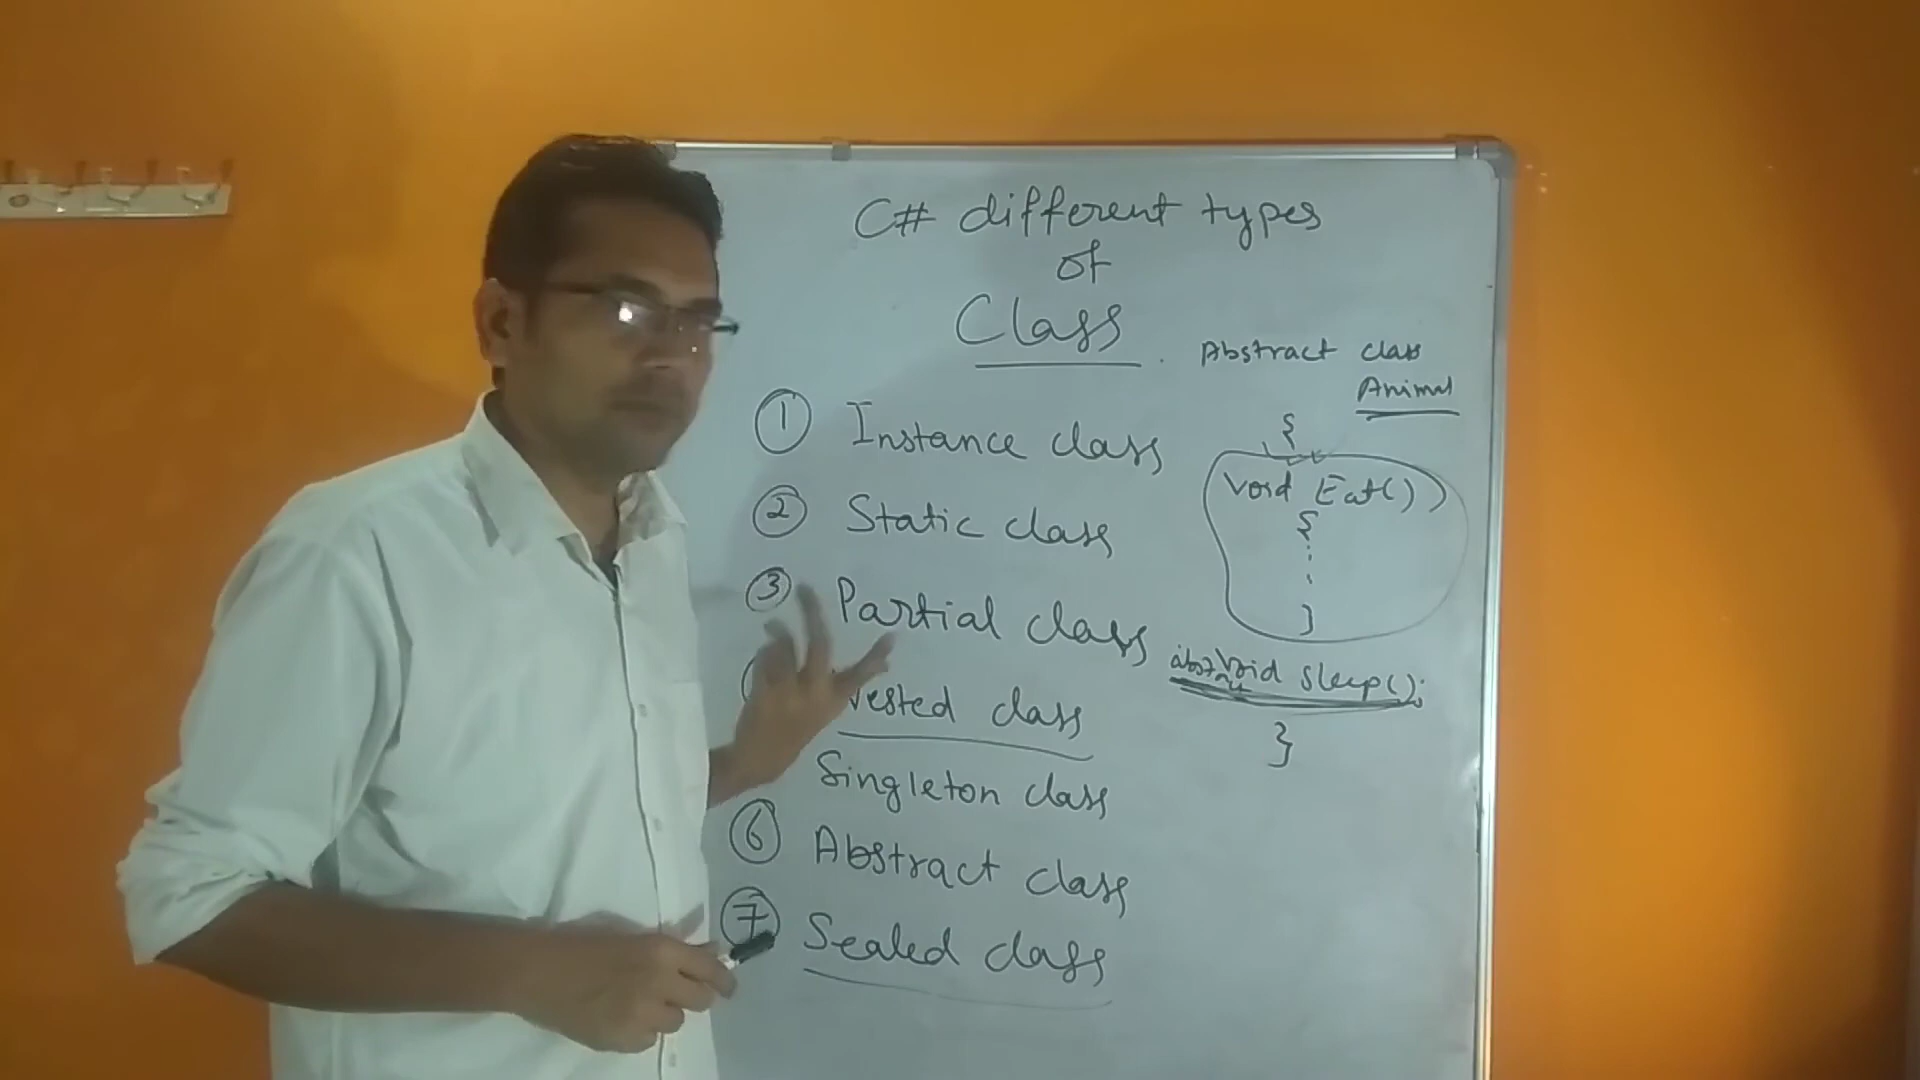 C# different types
of
Class
① Instance class
② Static class
③ Partial class
Nested class
Singleton class
⑥ Abstract class
⑦ Sealed class
Abstract class
Animal
{
void Eat()
{
}
void Sleep();
}